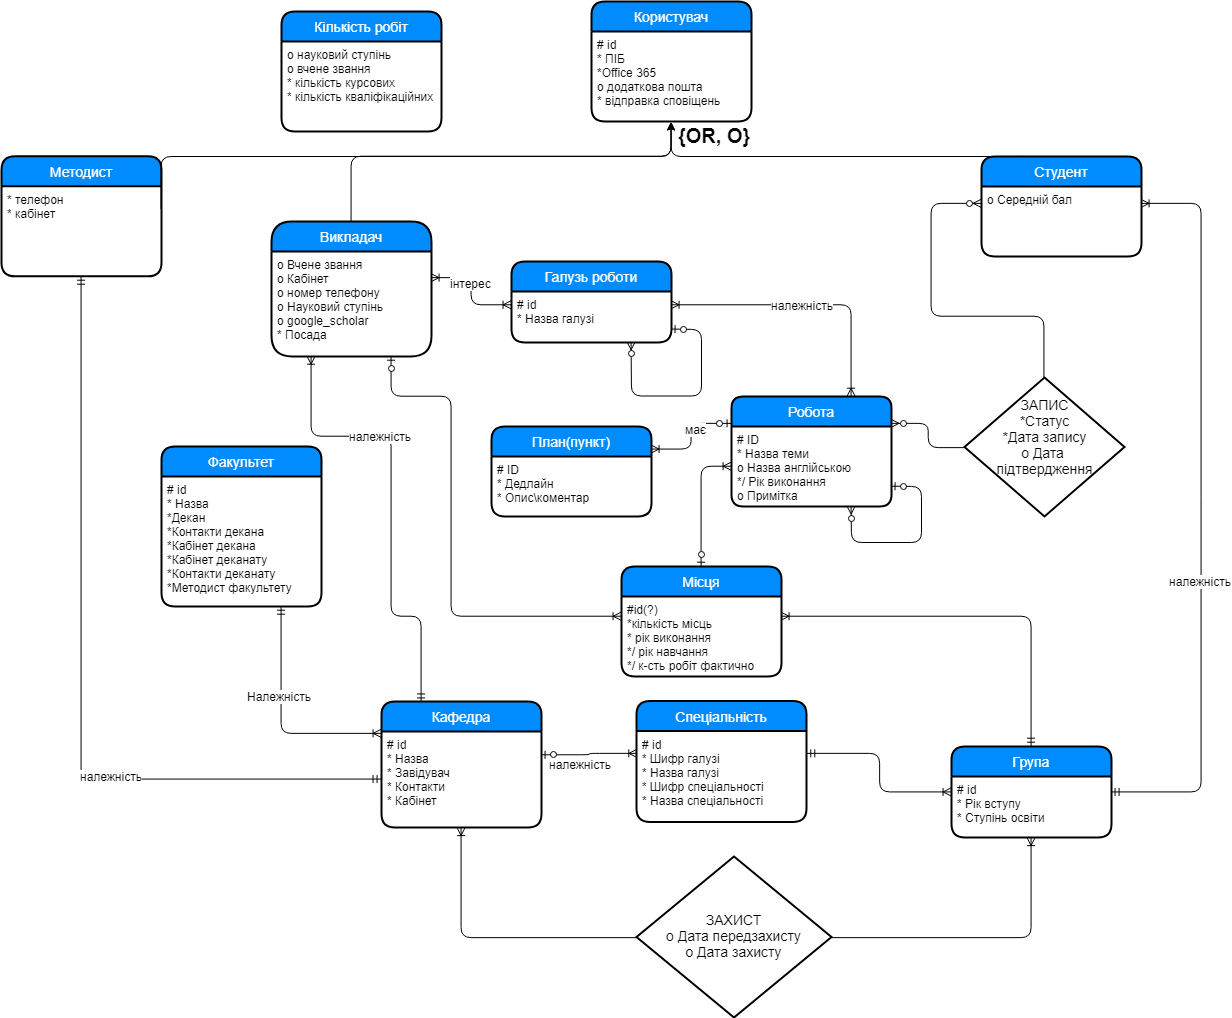 Кількість робіт
o науковий ступінь
o вчене звання
* кількість курсових
* кількість кваліфікаційних
Користувач
# id
* ПІБ
*Office 365
o додаткова пошта
* відправка сповіщень
{OR, O}
Методист
* телефон
* кабінет
Студент
o Середній бал
Викладач
o Вчене звання
o Кабінет
o номер телефону
o Науковий ступінь
o google_scholar
* Посада
інтерес
Галузь роботи
# id
* Назва галузі
належність
Робота
# ID
* Назва теми
o Назва англійською
*/ Рік виконання
o Примітка
ЗАПИС
*Статус
*Дата запису
o Дата
підтвердження
має
План(пункт)
# ID
* Дедлайн
* Опис\коментар
належність
Факультет
# id
* Назва
*Декан
*Контакти декана
*Кабінет декана
*Кабінет деканату
*Контакти деканату
*Методист факультету
Місця
#id(?)
*кількість місць
* рік виконання
*/ рік навчання
*/ к-сть робіт фактично
належність
Належність
Кафедра
# id
* Назва
* Завідувач
* Контакти
* Кабінет
належність
належність
Спеціальність
# id
* Шифр галузі
* Назва галузі
* Шифр спеціальності
* Назва спеціальності
Група
# id
* Рік вступу
* Ступінь освіти
ЗАХИСТ
o Дата передзахисту
o Дата захисту